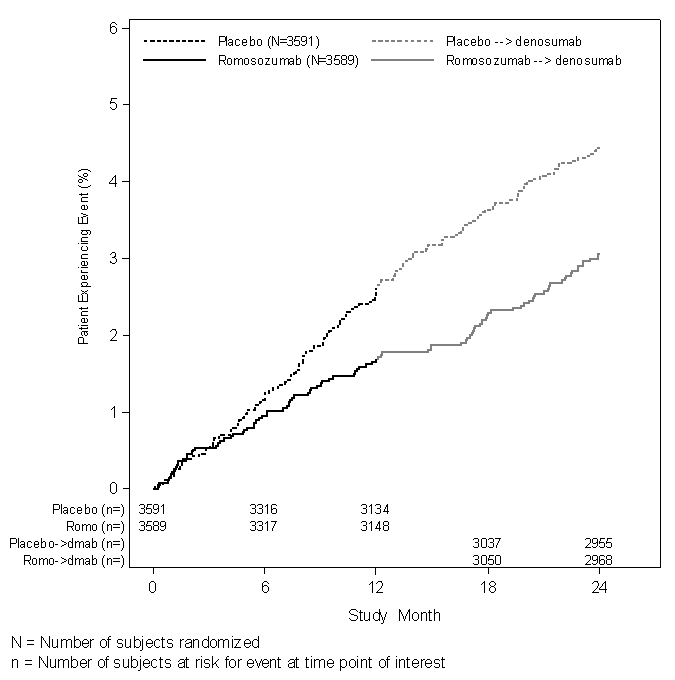 6
Placebo (N=3591) Placebo --> denosumab
Romosozumab (N=3589) Romosozumab --> denosumab
5
4
3
2
1
0
Patient Experiencing Event (%)
Placebo (n=) 3591 3316 3134
Romo (n=) 3589 3317 3148
Placebo->dmab (n=) 3037 2955
Romo->dmab (n=) 3050 2968
0 6 12 18 24
Study Month
N = Number of subjects randomized
n = Number of subjects at risk for event at time point of interest